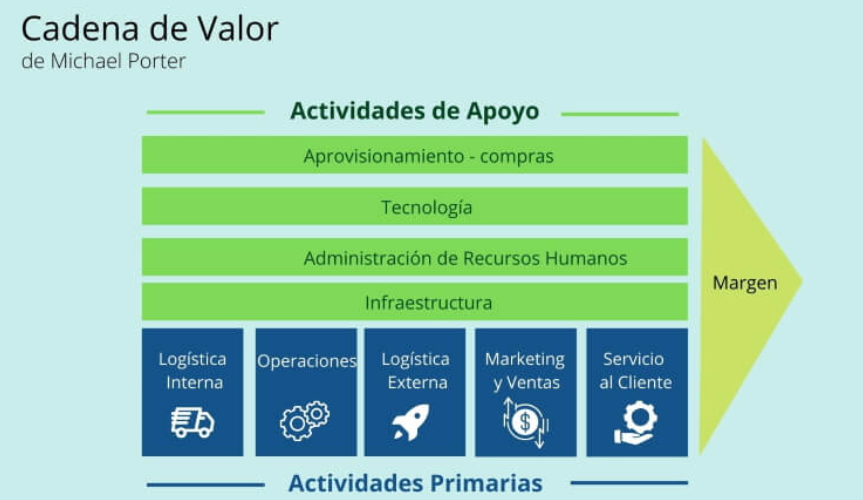 Cadena de Valor
de Michael Porter
Actividades de Apoyo
Aprovisionamiento - compras
Tecnología
Administración de Recursos Humanos
Infraestructura
Margen
Logística
Interna
Operaciones
Logística
Externa
Marketing
y Ventas
$
Servicio
al Cliente
Actividades Primarias